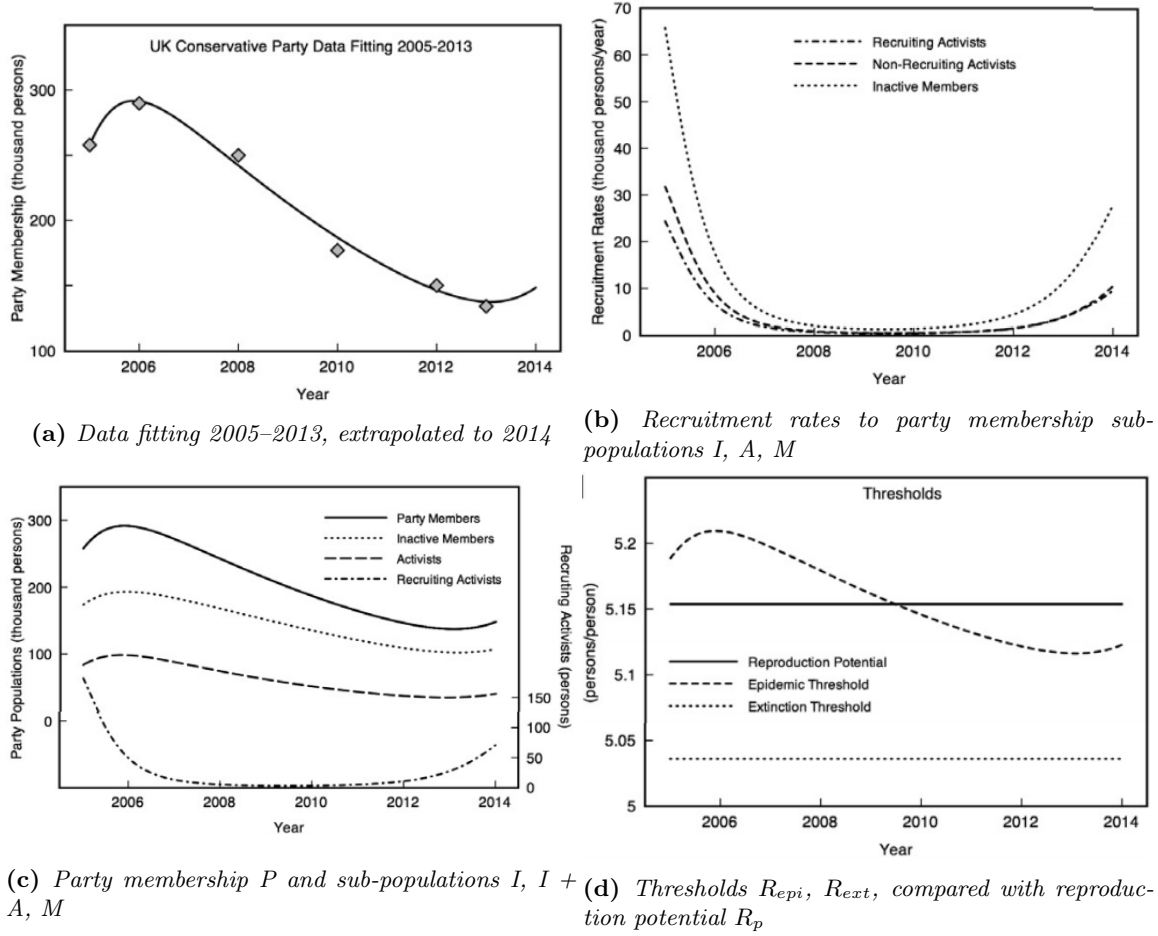 UK Conservative Party Data Fitting 2005-2013
Party Membership (thousand persons)
300
200
100
2006 2008 2010 2012 2014
Year
(a) Data fitting 2005–2013, extrapolated to 2014
Recruitment Rates (thousand persons/year)
70
60
50
40
30
20
10
0
Recruiting Activists
Non-Recruiting Activists
Inactive Members
2006 2008 2010 2012 2014
Year
(b) Recruitment rates to party membership sub-
populations I, A, M
Party Populations (thousand persons)
300
200
100
0
Party Members
Inactive Members
Activists
Recruiting Activists
Recruting Activists (persons)
150
100
50
0
2006 2008 2010 2012 2014
Year
(c) Party membership P and sub-populations I, I +
A, M
Thresholds
(persons/person)
5.2
5.15
5.1
5.05
5
Reproduction Potential
Epidemic Threshold
Extinction Threshold
2006 2008 2010 2012 2014
Year
(d) Thresholds Repi, Rext, compared with reproduc-
tion potential Rp